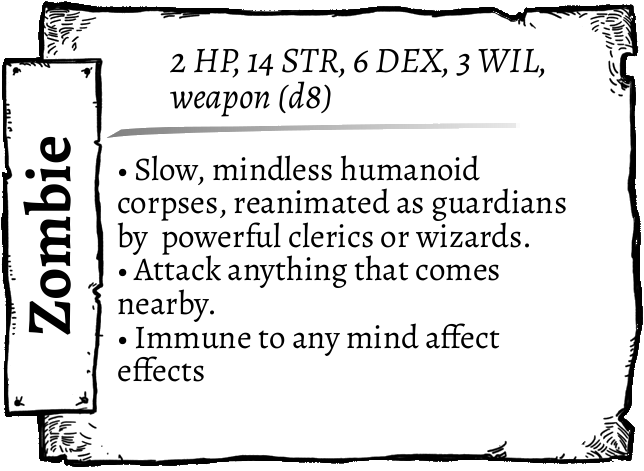 Zombie
2 HP, 14 STR, 6 DEX, 3 WIL,
weapon (d8)
• Slow, mindless humanoid
corpses, reanimated as guardians
by  powerful clerics or wizards.
• Attack anything that comes
nearby.
• Immune to any mind affect
effects